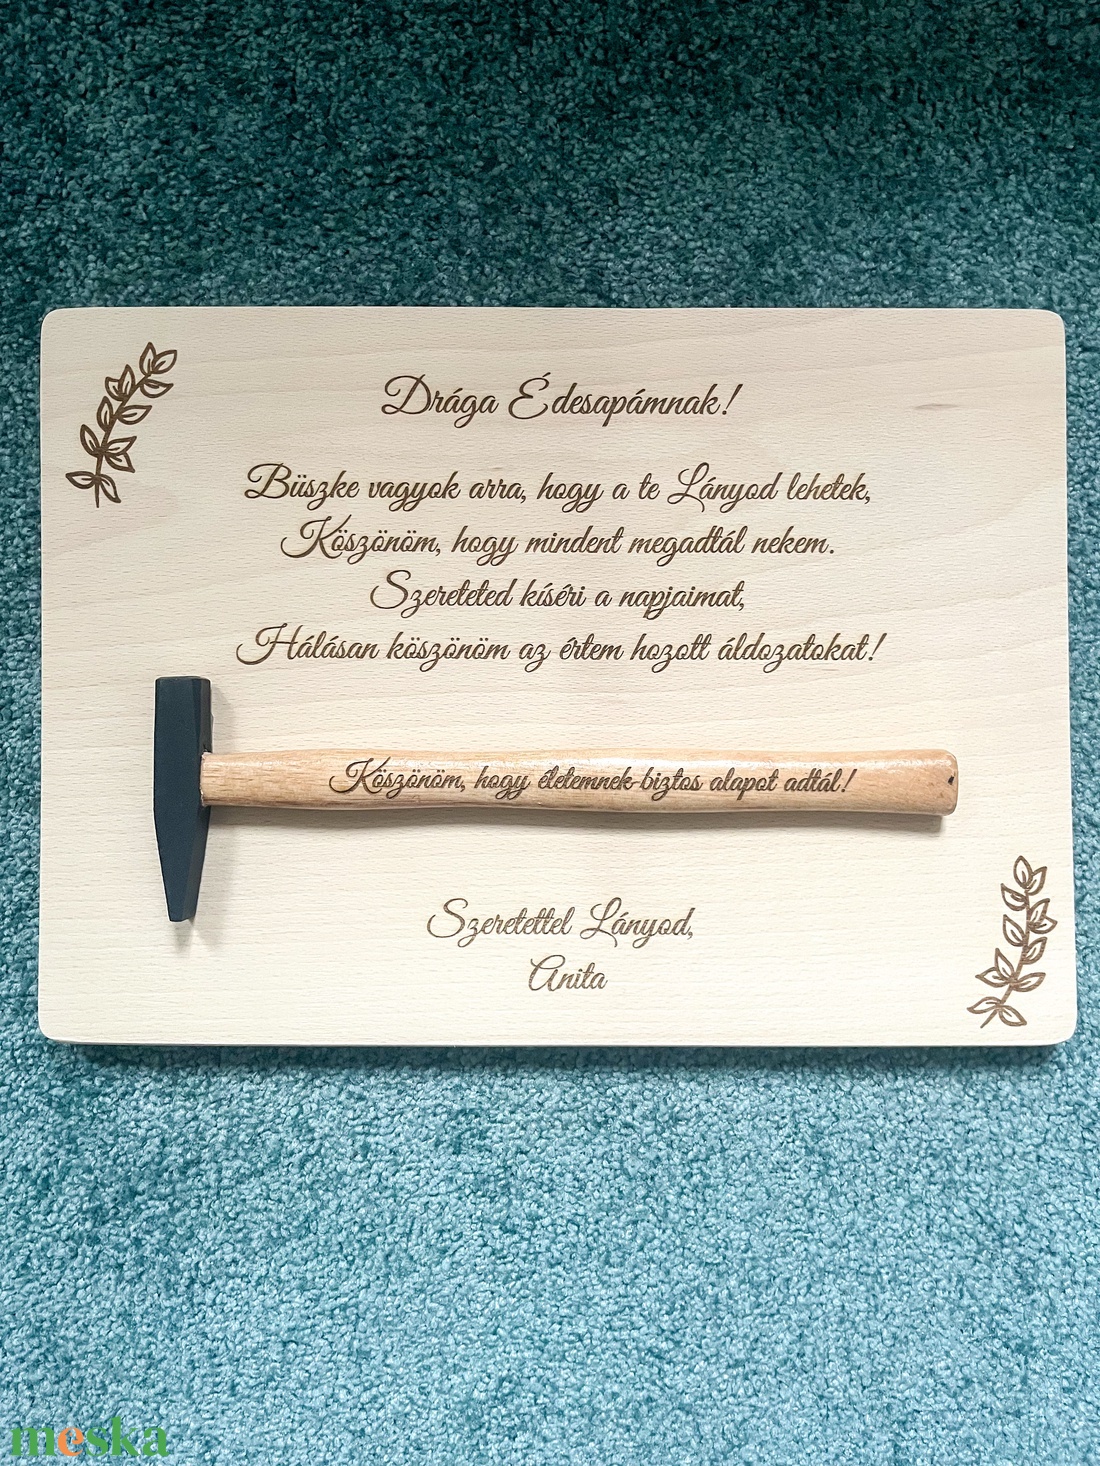 Drága Édesapámnak!
Büszke vagyok arra, hogy a te Lányod lehetek,
Köszönöm, hogy mindent megadtál nekem.
Szereteted kíséri a napjaimat,
Hálásan köszönöm az értem hozott áldozatokat!
Köszönöm, hogy életemnek biztos alapot adtál!
Szeretettel Lányod,
Anita
meska